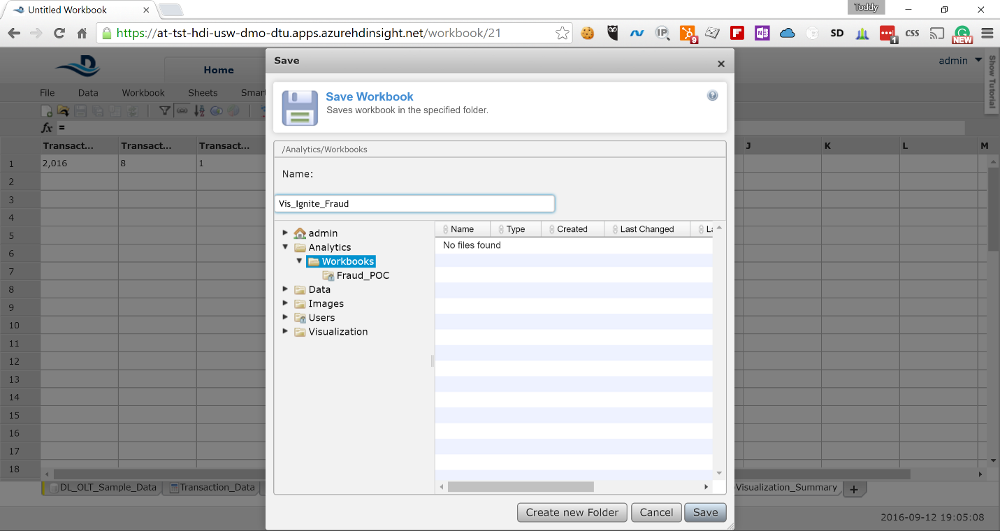 Untitled Workbook
Toddy
https://at-tst-hdi-usw-dmo-dtu.apps.azurehdinsight.net/workbook/21
IP
9
F
N
SD
1
CSS
NEW
Save
admin
Show Tutorial
Home
File Data Workbook Sheets Smar
Save Workbook
Saves workbook in the specified folder.
fx =
/Analytics/Workbooks
Transact... Transact... Transact... J K L M
1 2,016 8 1
Name:
2
3
Vis_Ignite_Fraud
4
Name Type Created Last Changed La
admin
5
No files found
Analytics
6
Workbooks
7
Fraud_POC
8
Data
9
Images
10
Users
11
Visualization
12
13
14
15
16
17
18
DL_OLT_Sample_Data Transaction_Data Visualization_Summary +
Create new Folder Cancel Save
2016-09-12 19:05:08